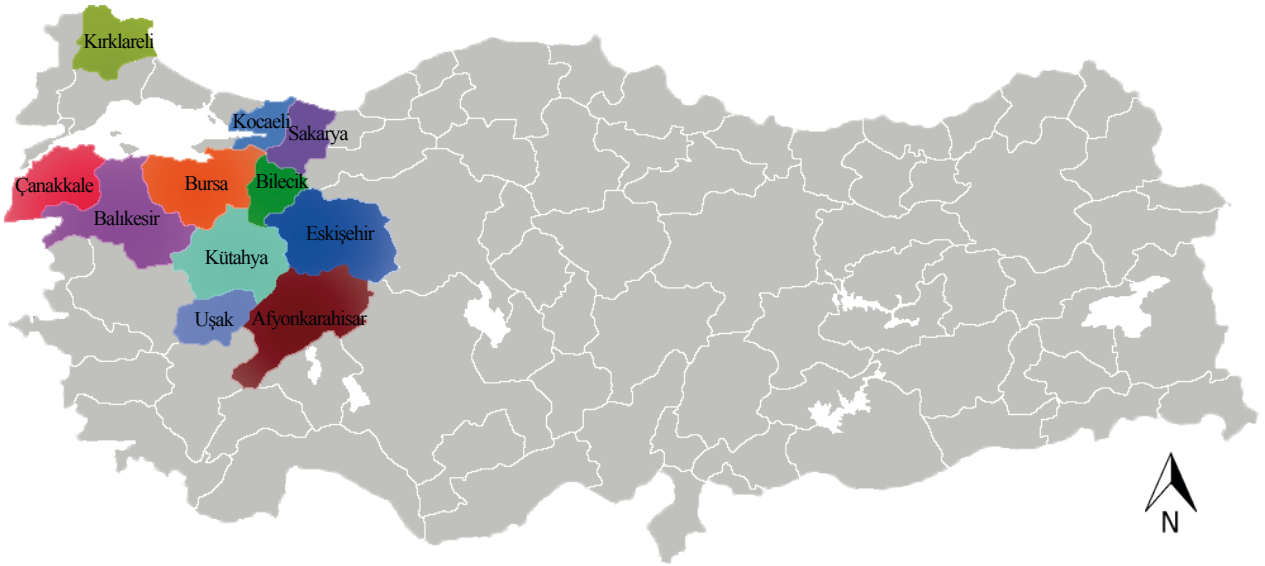 Kırklareli
Kocaeli
Sakarya
Çanakkale
Bursa
Bilecik
Balıkesir
Eskişehir
Kütahya
Uşak
Afyonkarahisar
N